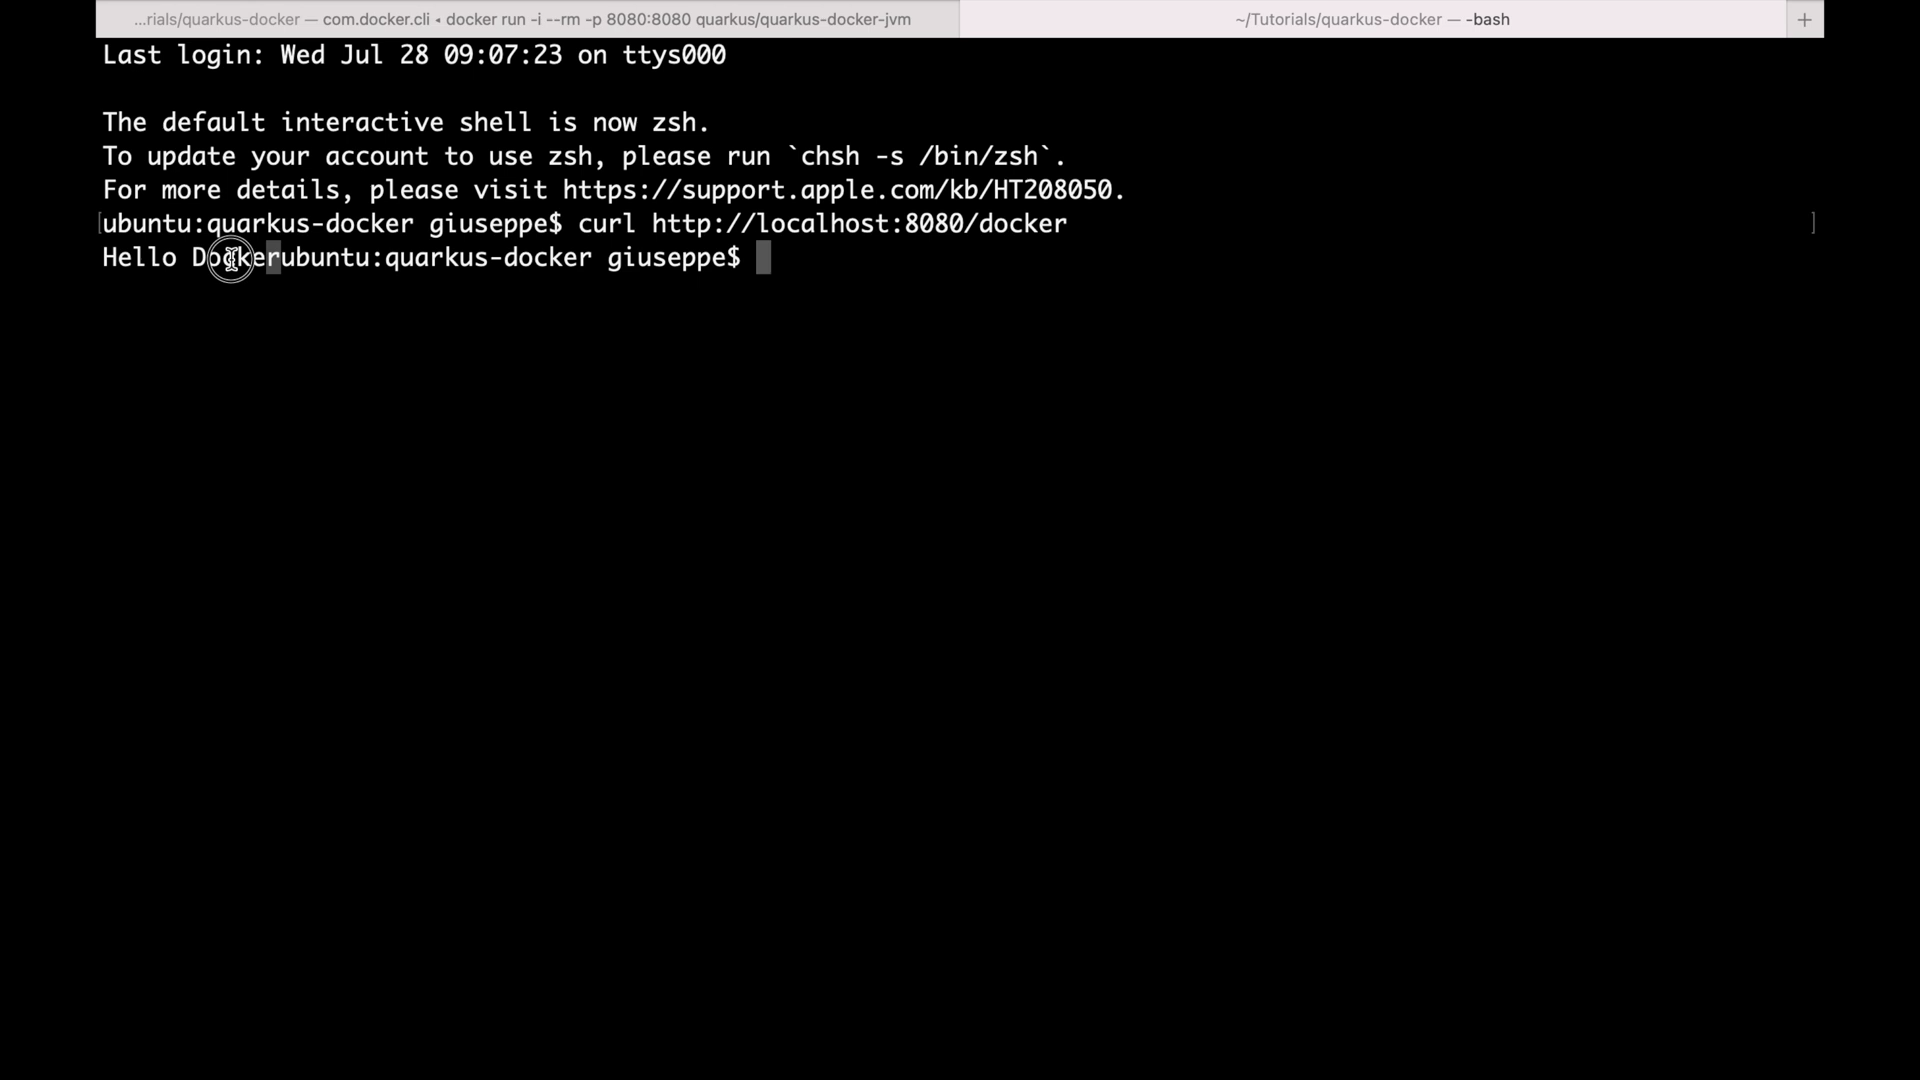 ...rials/quarkus-docker — com.docker.cli ◂ docker run -i --rm -p 8080:8080 quarkus/quarkus-docker-jvm
~/Tutorials/quarkus-docker — -bash
+
Last login: Wed Jul 28 09:07:23 on ttys000
The default interactive shell is now zsh.
To update your account to use zsh, please run `chsh -s /bin/zsh`.
For more details, please visit https://support.apple.com/kb/HT208050.
[ubuntu:quarkus-docker giuseppe$ curl http://localhost:8080/docker ]
Hello Dockerubuntu:quarkus-docker giuseppe$